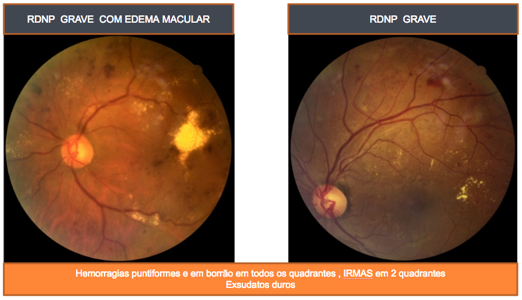 RDNP GRAVE COM EDEMA MACULAR
RDNP GRAVE
Hemorragias puntiformes e em borrão em todos os quadrantes , IRMAS em 2 quadrantes
Exsudatos duros